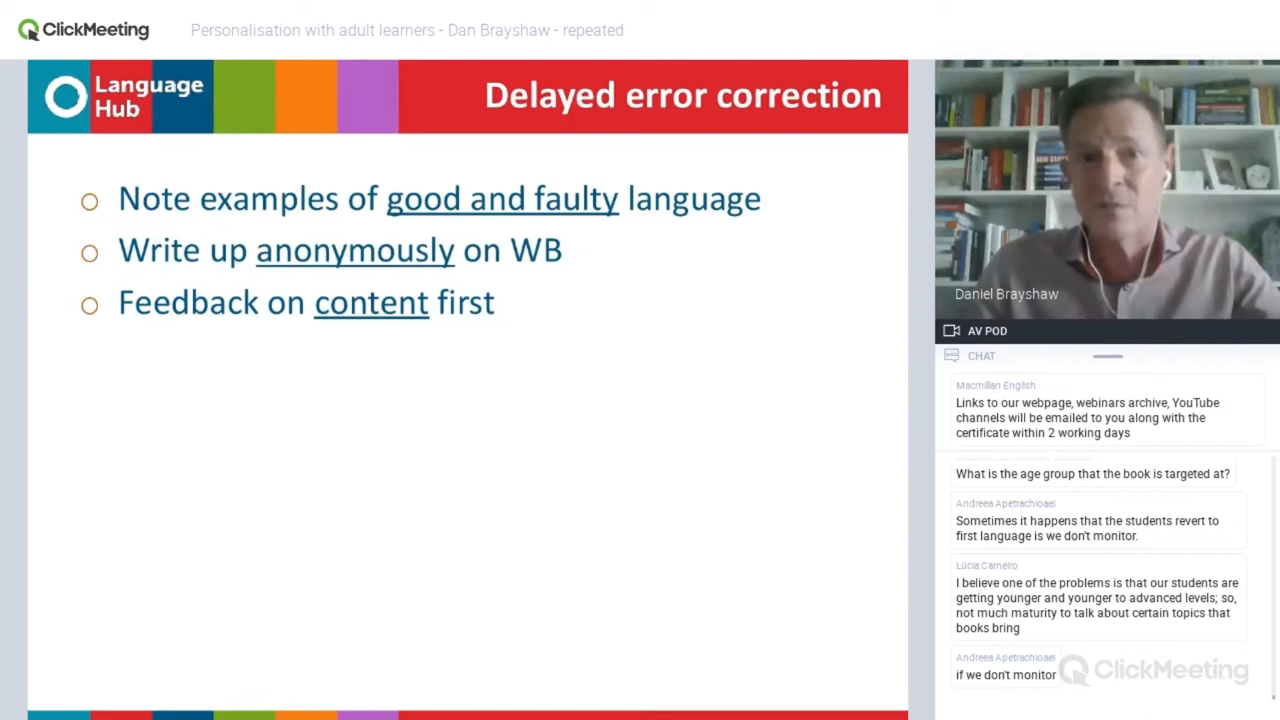 ClickMeeting
Personalisation with adult learners - Dan Brayshaw - repeated
Language
Hub
Delayed error correction
Note examples of good and faulty language
Write up anonymously on WB
Feedback on content first
Daniel Brayshaw
AV POD
CHAT
Macmillan English
Links to our webpage, webinars archive, YouTube
channels will be emailed to you along with the
certificate within 2 working days
What is the age group that the book is targeted at?
Andreea Apetrachioaei
Sometimes it happens that the students revert to
first language is we don't monitor.
Lúcia Carneiro
I believe one of the problems is that our students are
getting younger and younger to advanced levels; so,
not much maturity to talk about certain topics that
books bring
Andreea Apetrachioaei
if we don't monitor
ClickMeeting